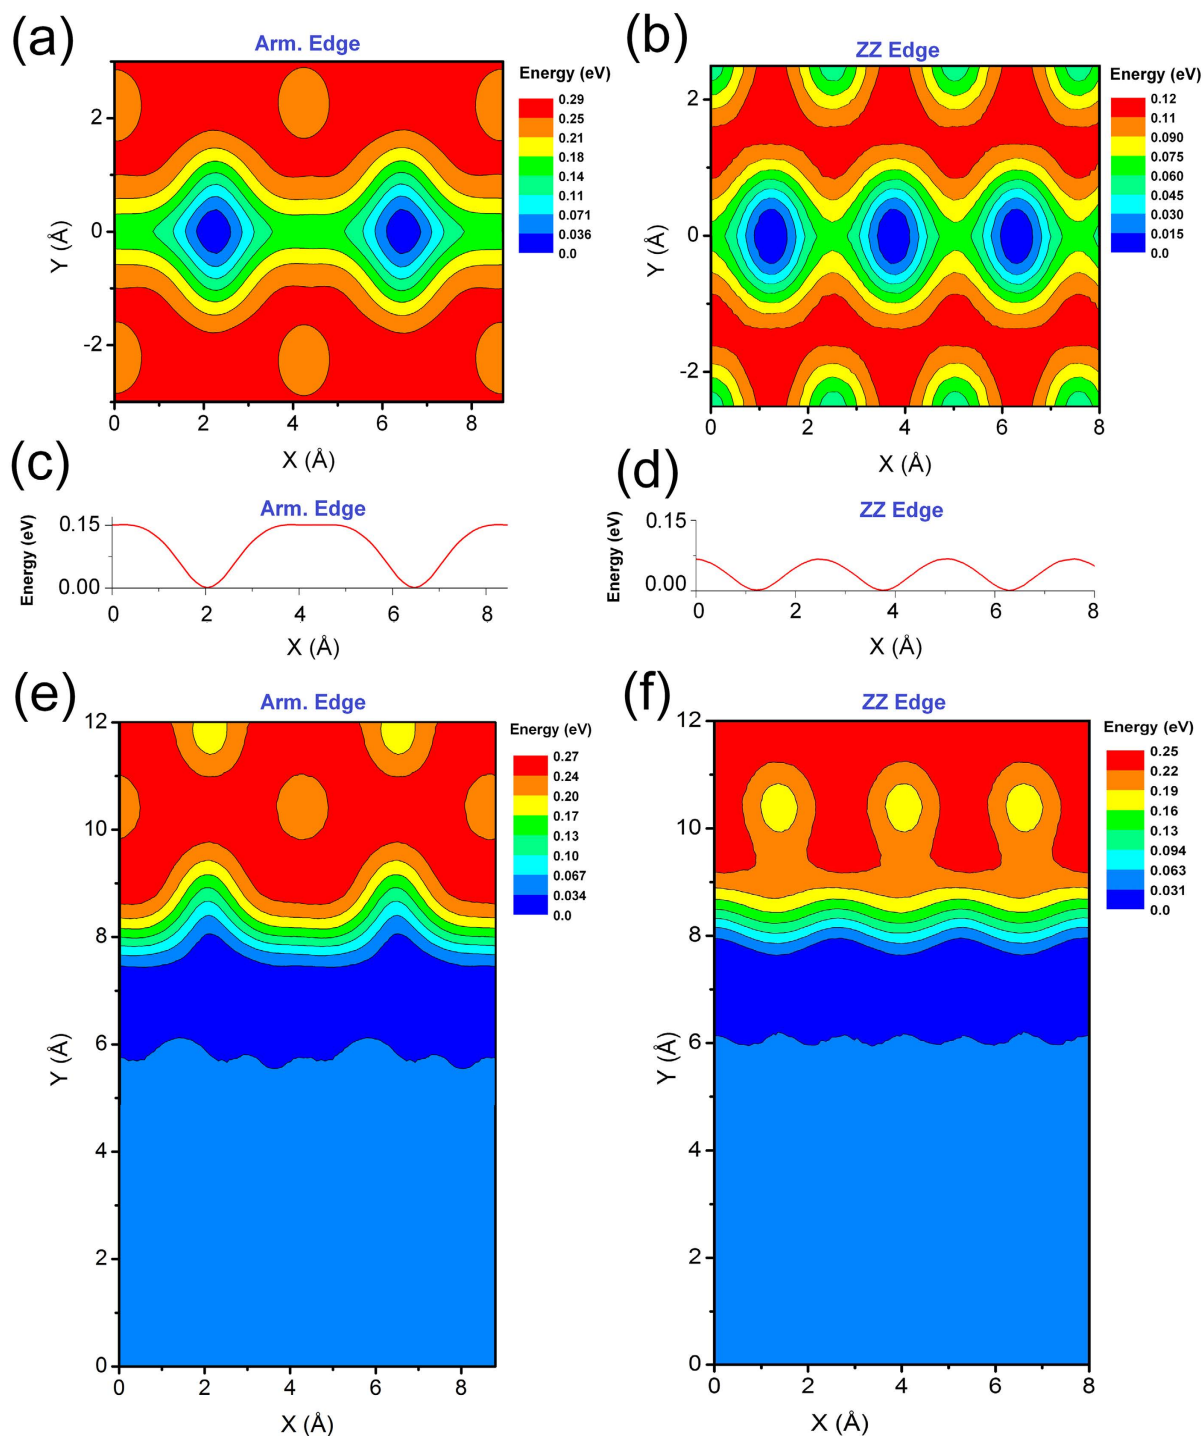 (a)
Arm. Edge
Energy (eV)
0.29
0.25
0.21
0.18
0.14
0.11
0.071
0.036
0.0
2
0
-2
Y (Å)
0 2 4 6 8
X (Å)
(b)
ZZ Edge
Energy (eV)
0.12
0.11
0.090
0.075
0.060
0.045
0.030
0.015
0.0
2
0
-2
Y (Å)
0 2 4 6 8
X (Å)
(c)
Arm. Edge
Energy (eV)
0.15
0.00
0 2 4 6 8
X (Å)
(d)
ZZ Edge
Energy (eV)
0.15
0.00
0 2 4 6 8
X (Å)
(e)
Arm. Edge
Energy (eV)
0.27
0.24
0.20
0.17
0.13
0.10
0.067
0.034
0.0
12
10
8
6
4
2
0
Y (Å)
0 2 4 6 8
X (Å)
(f)
ZZ Edge
Energy (eV)
0.25
0.22
0.19
0.16
0.13
0.094
0.063
0.031
0.0
12
10
8
6
4
2
0
Y (Å)
0 2 4 6 8
X (Å)